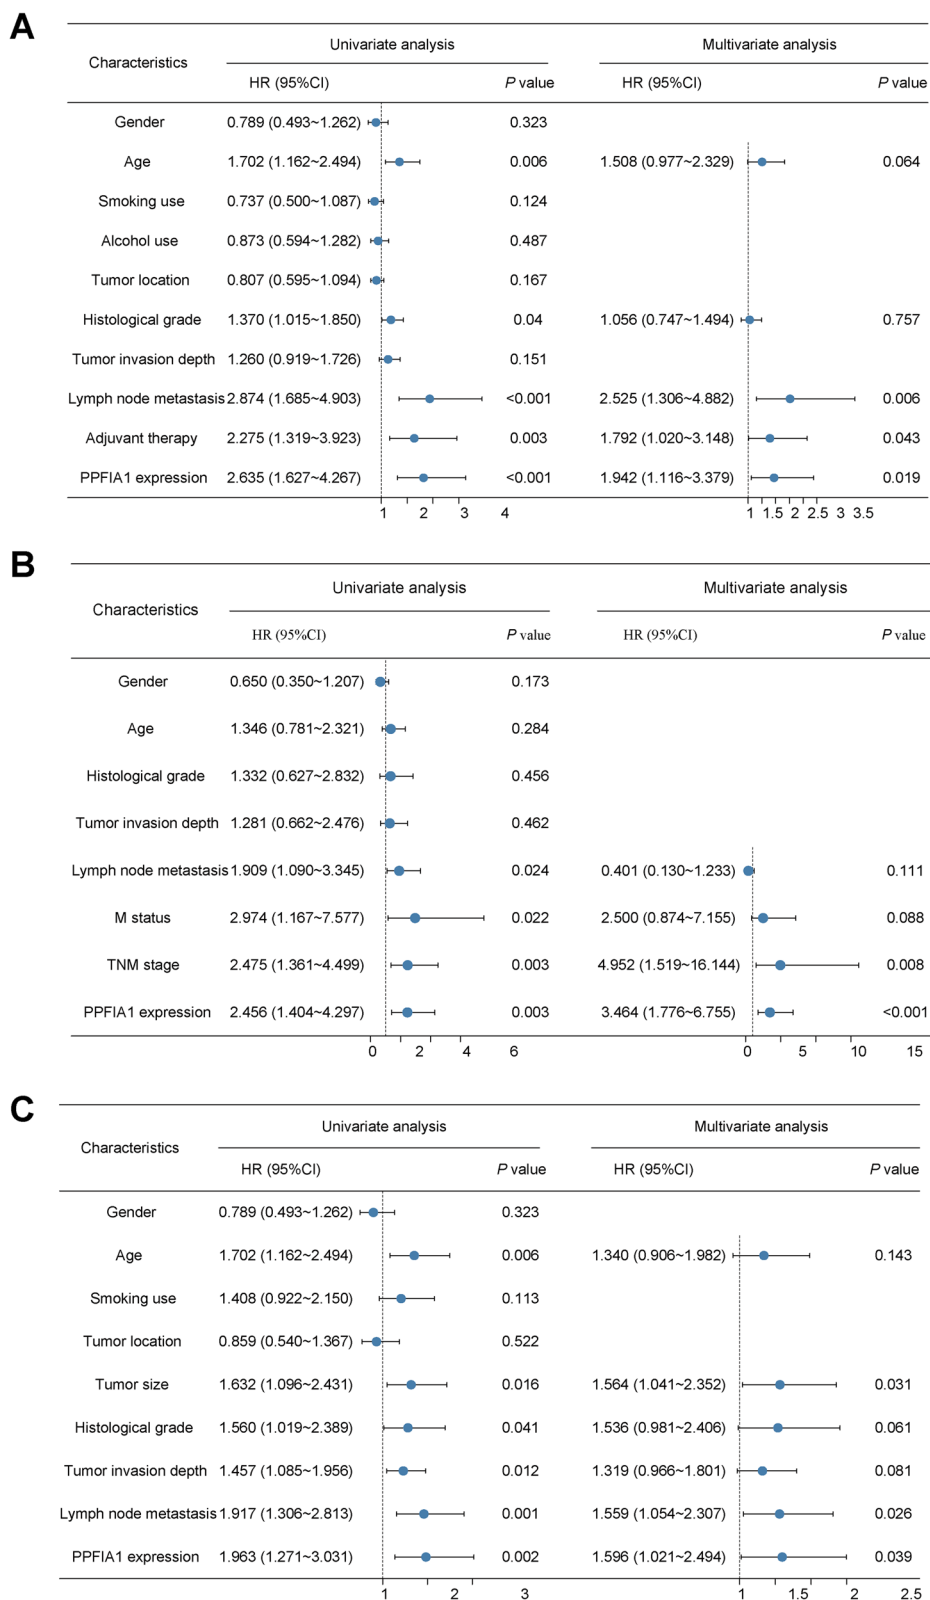 A
Characteristics Univariate analysis Multivariate analysis
HR (95%CI) P value HR (95%CI) P value
Gender 0.789 (0.493~1.262) 0.323
Age 1.702 (1.162~2.494) 0.006 1.508 (0.977~2.329) 0.064
Smoking use 0.737 (0.500~1.087) 0.124
Alcohol use 0.873 (0.594~1.282) 0.487
Tumor location 0.807 (0.595~1.094) 0.167
Histological grade 1.370 (1.015~1.850) 0.04 1.056 (0.747~1.494) 0.757
Tumor invasion depth 1.260 (0.919~1.726) 0.151
Lymph node metastasis 2.874 (1.685~4.903) <0.001 2.525 (1.306~4.882) 0.006
Adjuvant therapy 2.275 (1.319~3.923) 0.003 1.792 (1.020~3.148) 0.043
PPFIA1 expression 2.635 (1.627~4.267) <0.001 1.942 (1.116~3.379) 0.019
1 2 3 4 1 1.5 2 2.5 3 3.5
B
Characteristics Univariate analysis Multivariate analysis
HR (95%CI) P value HR (95%CI) P value
Gender 0.650 (0.350~1.207) 0.173
Age 1.346 (0.781~2.321) 0.284
Histological grade 1.332 (0.627~2.832) 0.456
Tumor invasion depth 1.281 (0.662~2.476) 0.462
Lymph node metastasis 1.909 (1.090~3.345) 0.024 0.401 (0.130~1.233) 0.111
M status 2.974 (1.167~7.577) 0.022 2.500 (0.874~7.155) 0.088
TNM stage 2.475 (1.361~4.499) 0.003 4.952 (1.519~16.144) 0.008
PPFIA1 expression 2.456 (1.404~4.297) 0.003 3.464 (1.776~6.755) <0.001
0 2 4 6 0 5 10 15
C
Characteristics Univariate analysis Multivariate analysis
HR (95%CI) P value HR (95%CI) P value
Gender 0.789 (0.493~1.262) 0.323
Age 1.702 (1.162~2.494) 0.006 1.340 (0.906~1.982) 0.143
Smoking use 1.408 (0.922~2.150) 0.113
Tumor location 0.859 (0.540~1.367) 0.522
Tumor size 1.632 (1.096~2.431) 0.016 1.564 (1.041~2.352) 0.031
Histological grade 1.560 (1.019~2.389) 0.041 1.536 (0.981~2.406) 0.061
Tumor invasion depth 1.457 (1.085~1.956) 0.012 1.319 (0.966~1.801) 0.081
Lymph node metastasis 1.917 (1.306~2.813) 0.001 1.559 (1.054~2.307) 0.026
PPFIA1 expression 1.963 (1.271~3.031) 0.002 1.596 (1.021~2.494) 0.039
1 2 3 1 1.5 2 2.5